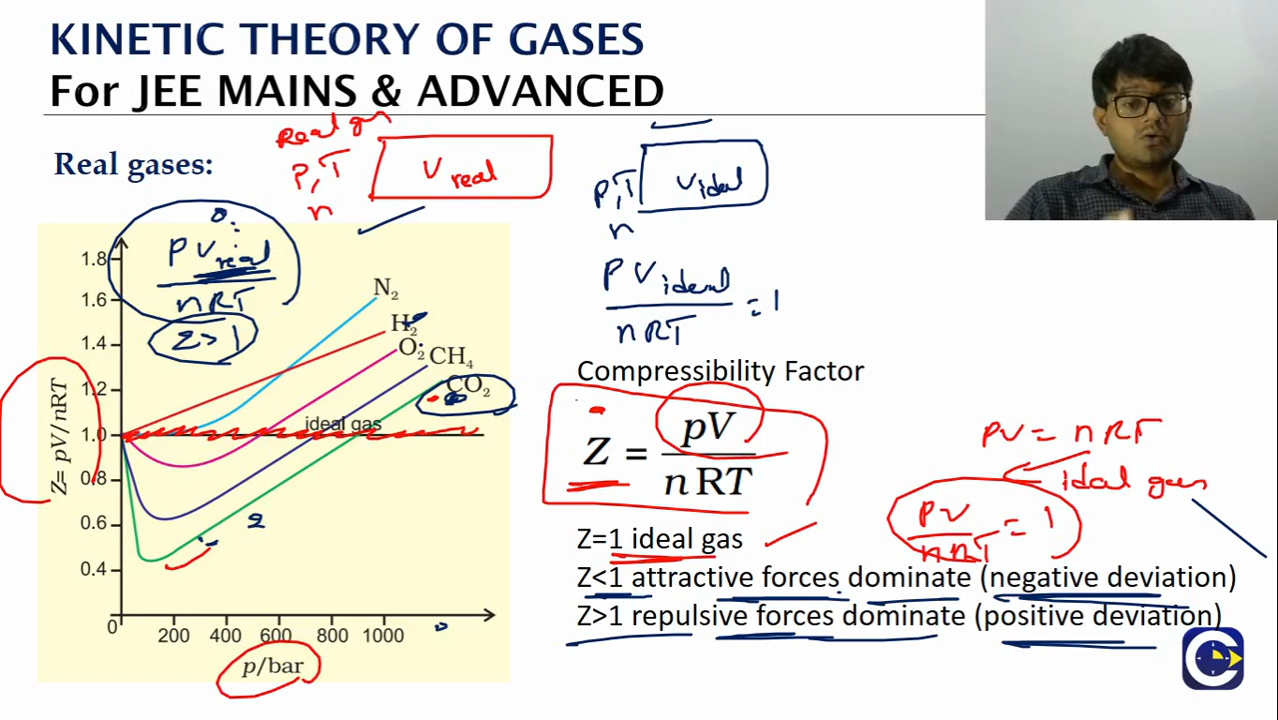 KINETIC THEORY OF GASES
For JEE MAINS & ADVANCED
Real gases:
Real gas
P, T
n
V real
P, T
n
V ideal
P V real
nRT
Z > 1
P V ideal
nRT
= 1
Compressibility Factor
Z = pV
n RT
PV = nRT
ideal gas
PV
nRT
= 1
Z=1 ideal gas
Z<1 attractive forces dominate (negative deviation)
Z>1 repulsive forces dominate (positive deviation)
Z= pV/nRT
1.8
1.6
1.4
1.2
1.0
0.8
0.6
0.4
0
200
400
600
800
1000
p/bar
N2
H2
O2
CH4
CO2
ideal gas
C